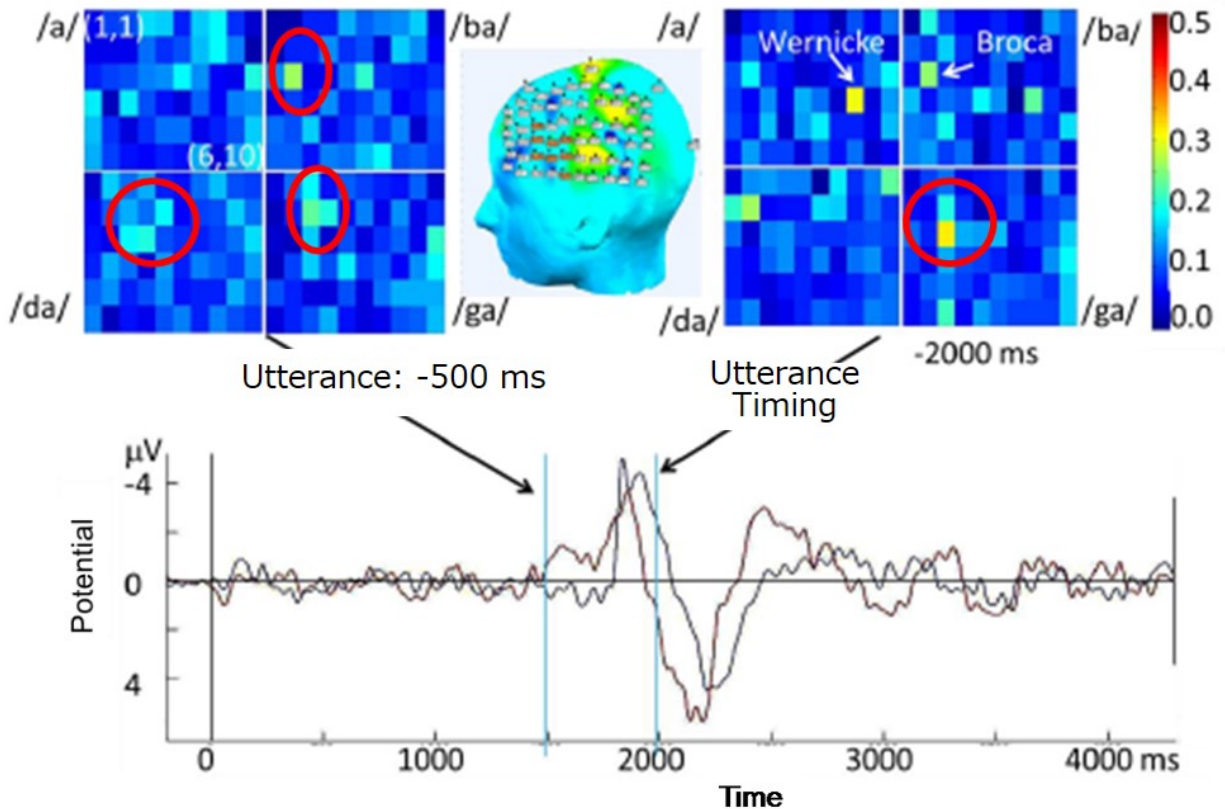 /a/
(1,1)
(6,10)
/ba/
/da/
/ga/
/a/
Wernicke
Broca
/ba/
/da/
/ga/
0.5
0.4
0.3
0.2
0.1
0.0
-2000 ms
Utterance: -500 ms
Utterance
Timing
μV
-4
0
4
Potential
0
1000
2000
3000
4000 ms
Time